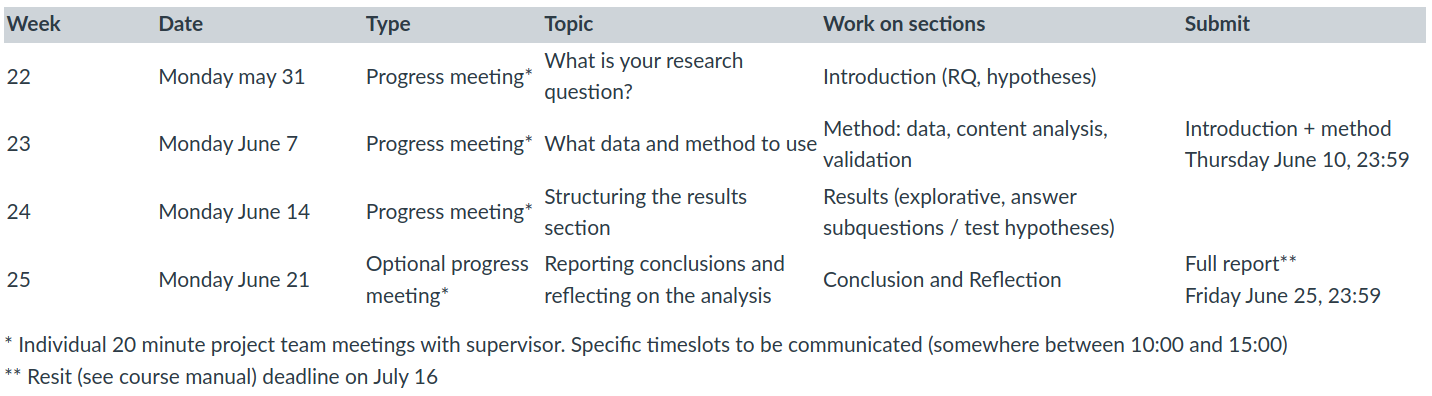 Week Date Type Topic Work on sections Submit
22 Monday may 31 Progress meeting* What is your research question? Introduction (RQ, hypotheses)
23 Monday June 7 Progress meeting* What data and method to use Method: data, content analysis, validation Introduction + method Thursday June 10, 23:59
24 Monday June 14 Progress meeting* Structuring the results section Results (explorative, answer subquestions / test hypotheses)
25 Monday June 21 Optional progress meeting* Reporting conclusions and reflecting on the analysis Conclusion and Reflection Full report** Friday June 25, 23:59
* Individual 20 minute project team meetings with supervisor. Specific timeslots to be communicated (somewhere between 10:00 and 15:00)
** Resit (see course manual) deadline on July 16